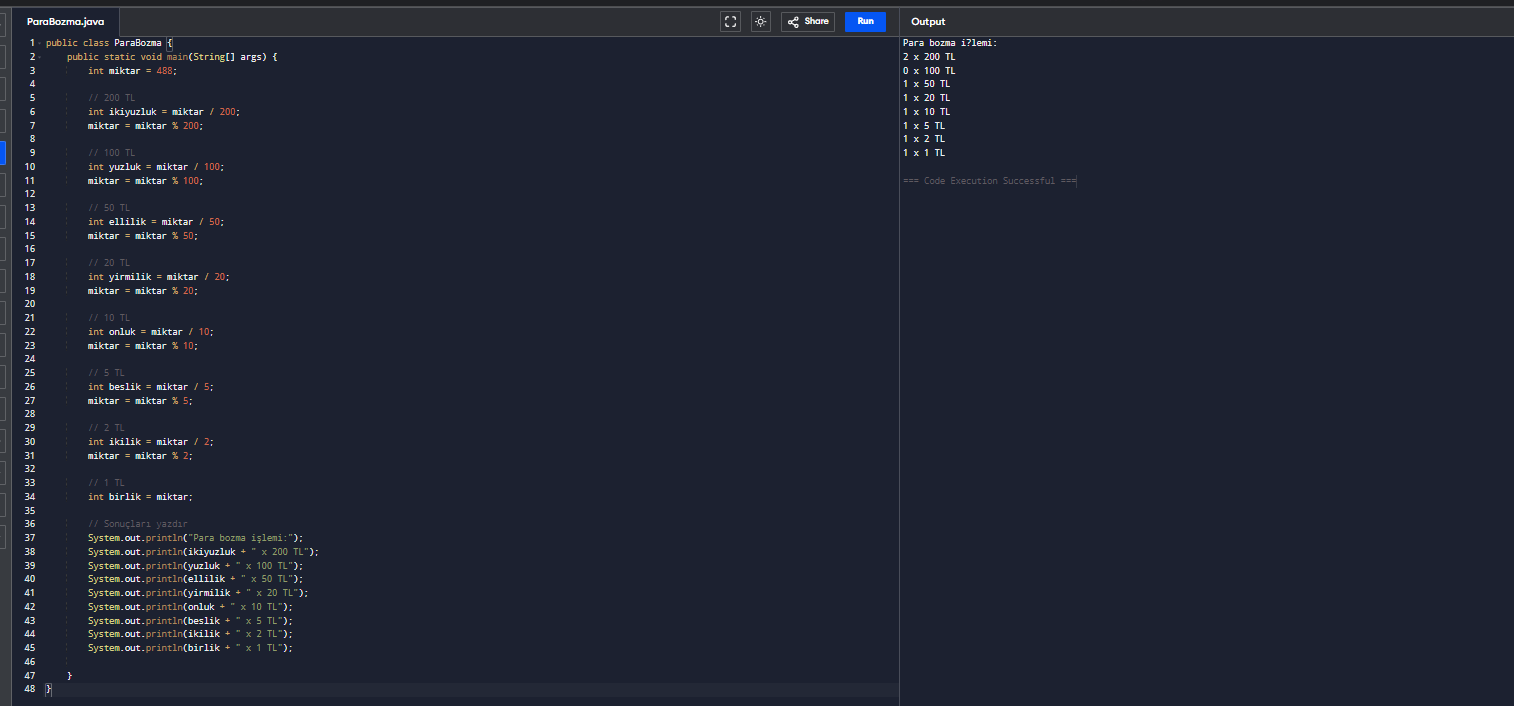 ParaBozma.java
Share
Run
Output
1 public class ParaBozma {
2 public static void main(String[] args) {
3 int miktar = 488;
4
5 // 200 TL
6 int ikiyuzluk = miktar / 200;
7 miktar = miktar % 200;
8
9 // 100 TL
10 int yuzluk = miktar / 100;
11 miktar = miktar % 100;
12
13 // 50 TL
14 int ellilik = miktar / 50;
15 miktar = miktar % 50;
16
17 // 20 TL
18 int yirmilik = miktar / 20;
19 miktar = miktar % 20;
20
21 // 10 TL
22 int onluk = miktar / 10;
23 miktar = miktar % 10;
24
25 // 5 TL
26 int beslik = miktar / 5;
27 miktar = miktar % 5;
28
29 // 2 TL
30 int ikilik = miktar / 2;
31 miktar = miktar % 2;
32
33 // 1 TL
34 int birlik = miktar;
35
36 // Sonuçları yazdır
37 System.out.println("Para bozma işlemi:");
38 System.out.println(ikiyuzluk + " x 200 TL");
39 System.out.println(yuzluk + " x 100 TL");
40 System.out.println(ellilik + " x 50 TL");
41 System.out.println(yirmilik + " x 20 TL");
42 System.out.println(onluk + " x 10 TL");
43 System.out.println(beslik + " x 5 TL");
44 System.out.println(ikilik + " x 2 TL");
45 System.out.println(birlik + " x 1 TL");
46
47 }
48 }
Para bozma i?lemi:
2 x 200 TL
0 x 100 TL
1 x 50 TL
1 x 20 TL
1 x 10 TL
1 x 5 TL
1 x 2 TL
1 x 1 TL
=== Code Execution Successful ===